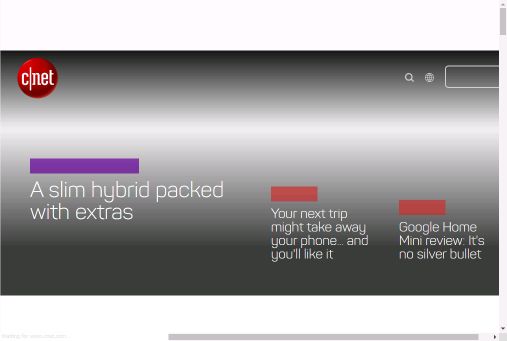 c|net
A slim hybrid packed
with extras
Your next trip
might take away
your phone... and
you'll like it
Google Home
Mini review: It's
no silver bullet
Waiting for www.cnet.com...